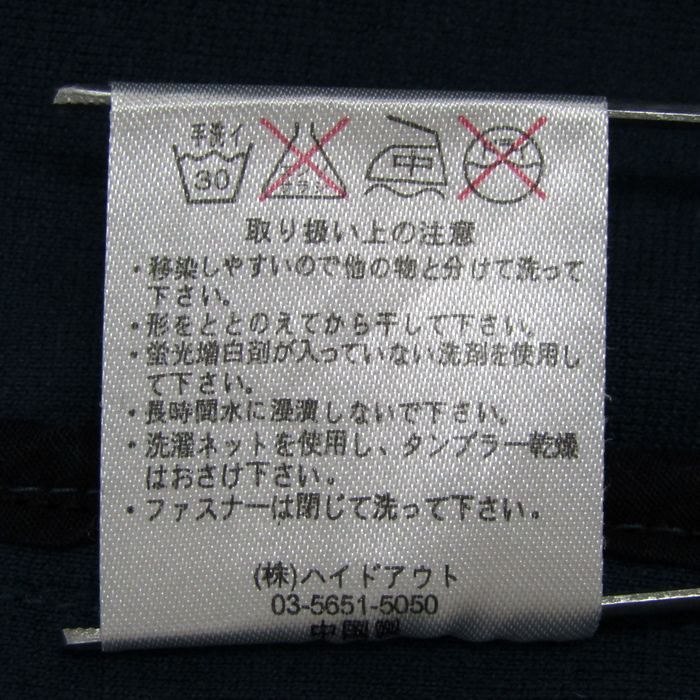 手洗イ
30
エンソサラシ
中
取り扱い上の注意
・移染しやすいので他の物と分けて洗って
下さい。
・形をととのえてから干して下さい。
・蛍光増白剤が入っていない洗剤を使用し
て下さい。
・長時間水に浸漬しないで下さい。
・洗濯ネットを使用し、タンブラー乾燥
はおさけ下さい。
・ファスナーは閉じて洗って下さい。
(株)ハイドアウト
03-5651-5050
中国製